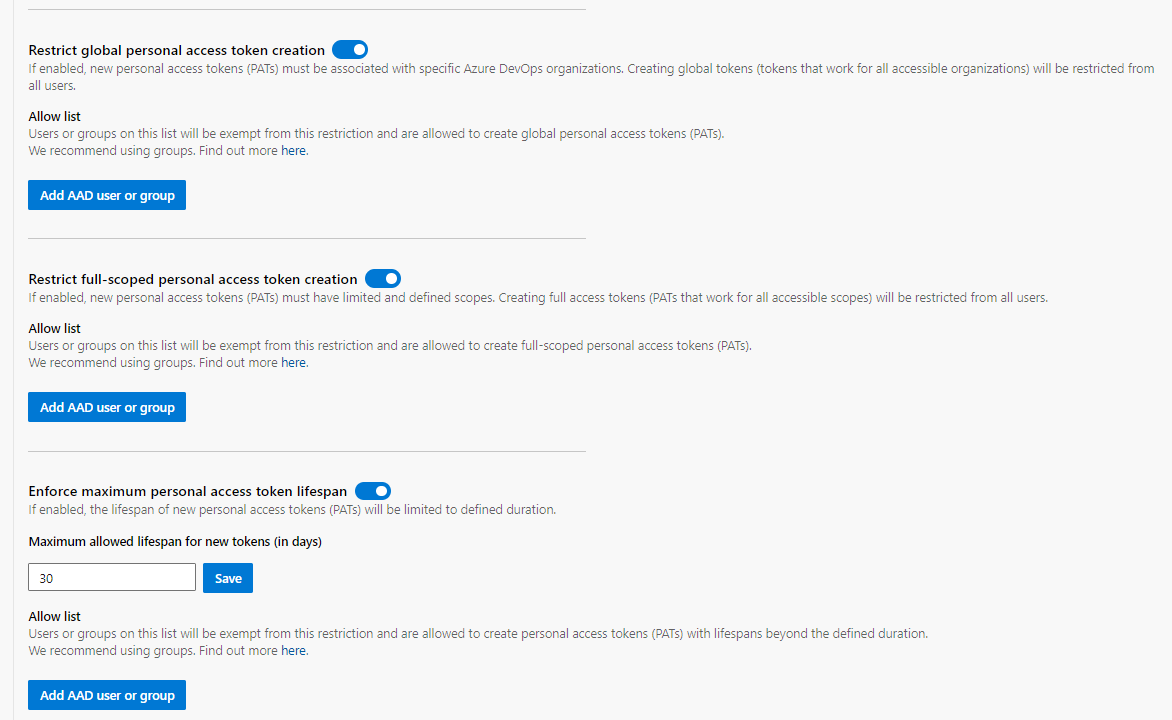 Restrict global personal access token creation
If enabled, new personal access tokens (PATs) must be associated with specific Azure DevOps organizations. Creating global tokens (tokens that work for all accessible organizations) will be restricted from
all users.
Allow list
Users or groups on this list will be exempt from this restriction and are allowed to create global personal access tokens (PATs).
We recommend using groups. Find out more here.
Add AAD user or group
Restrict full-scoped personal access token creation
If enabled, new personal access tokens (PATs) must have limited and defined scopes. Creating full access tokens (PATs that work for all accessible scopes) will be restricted from all users.
Allow list
Users or groups on this list will be exempt from this restriction and are allowed to create full-scoped personal access tokens (PATs).
We recommend using groups. Find out more here.
Add AAD user or group
Enforce maximum personal access token lifespan
If enabled, the lifespan of new personal access tokens (PATs) will be limited to defined duration.
Maximum allowed lifespan for new tokens (in days)
30 Save
Allow list
Users or groups on this list will be exempt from this restriction and are allowed to create personal access tokens (PATs) with lifespans beyond the defined duration.
We recommend using groups. Find out more here.
Add AAD user or group